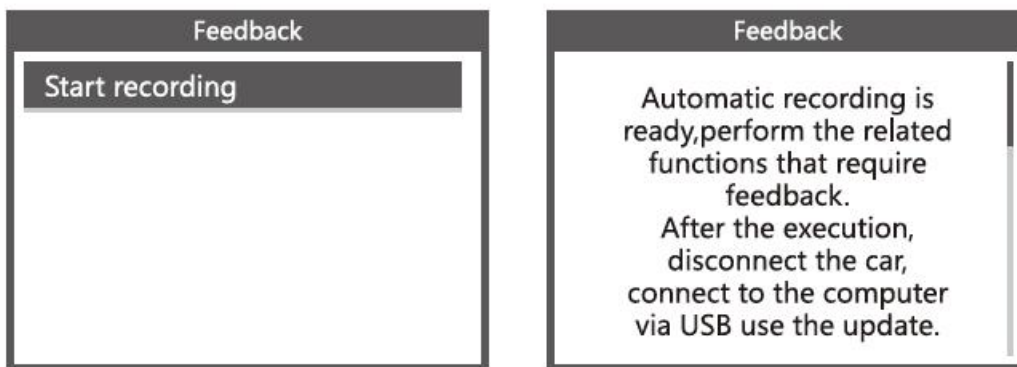 Feedback
Start recording
Feedback
Automatic recording is
ready,perform the related
functions that require
feedback.
After the execution,
disconnect the car,
connect to the computer
via USB use the update.